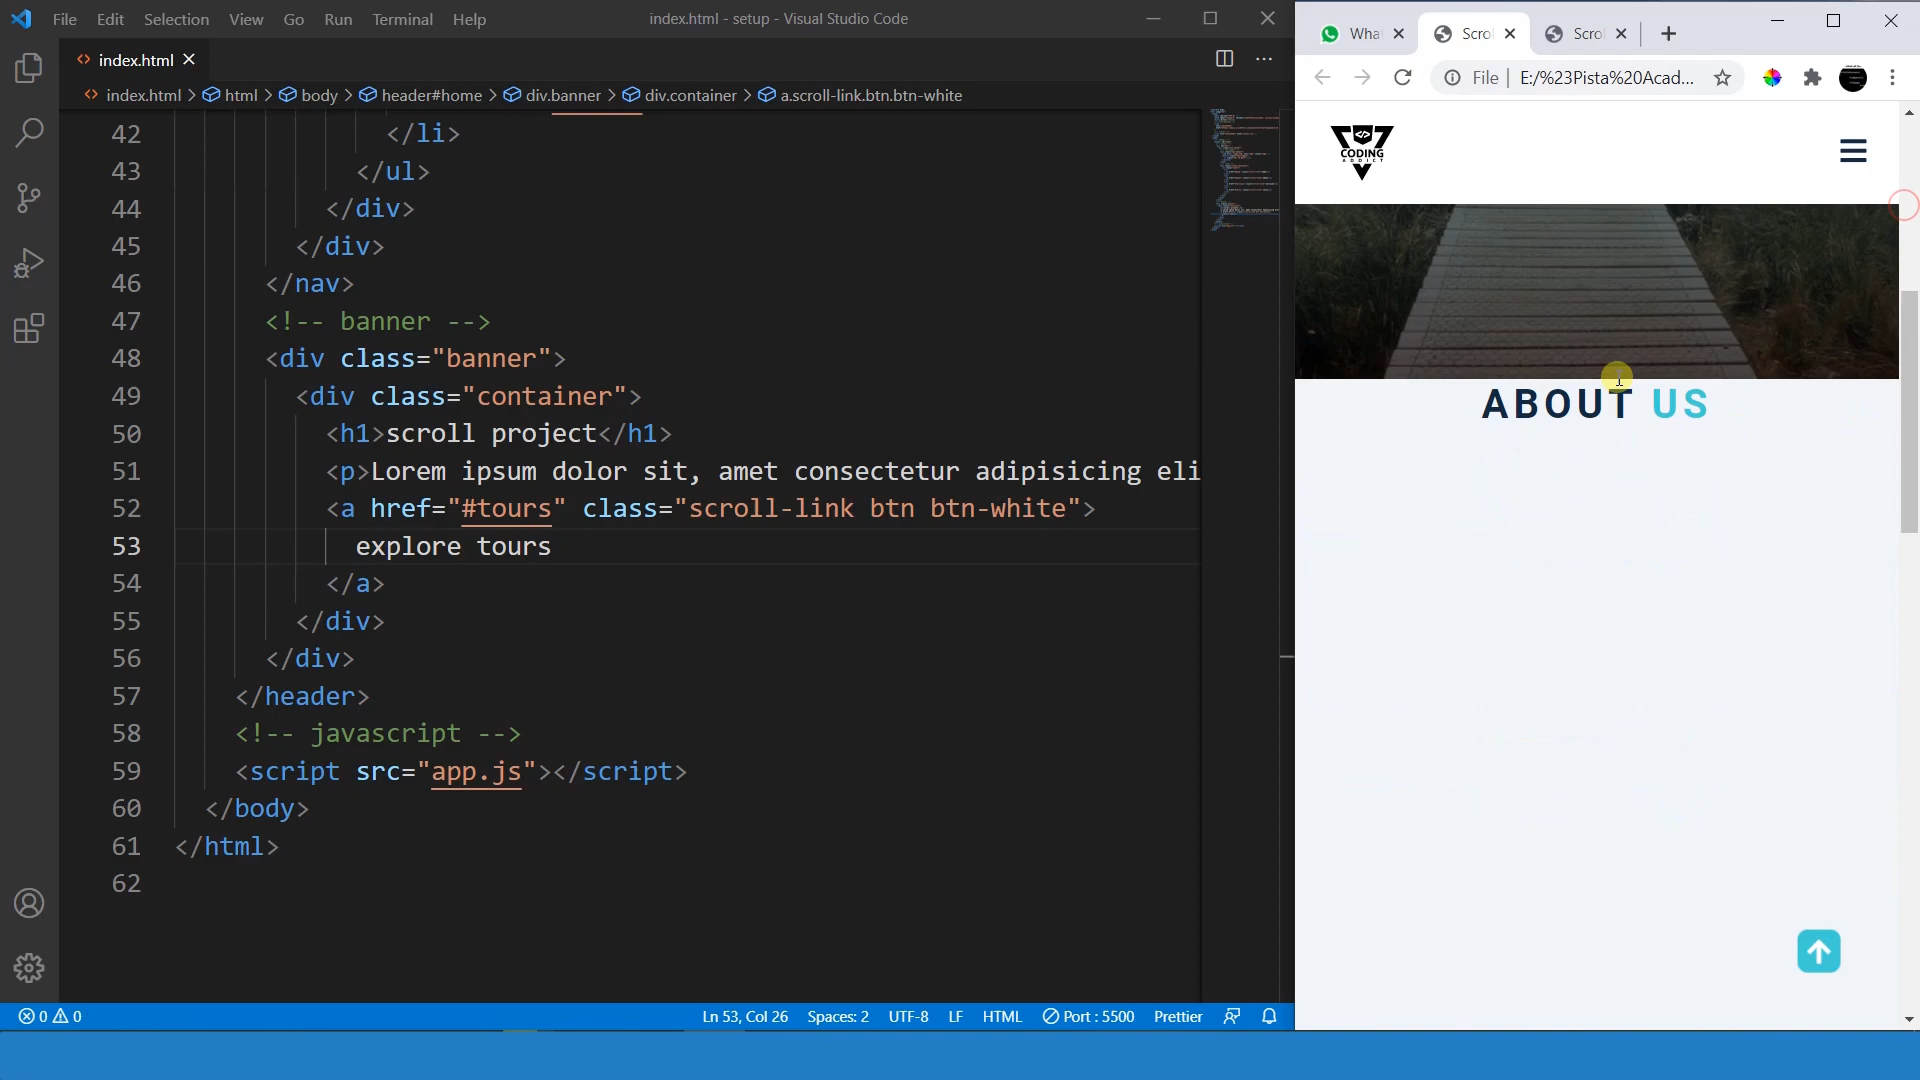 File Edit Selection View Go Run Terminal Help
index.html - setup - Visual Studio Code
index.html
index.html > html > body > header#home > div.banner > div.container > a.scroll-link.btn.btn-white
42 </li>
43 </ul>
44 </div>
45 </div>
46 </nav>
47 <!-- banner -->
48 <div class="banner">
49 <div class="container">
50 <h1>scroll project</h1>
51 <p>Lorem ipsum dolor sit, amet consectetur adipisicing eli
52 <a href="#tours" class="scroll-link btn btn-white">
53 explore tours
54 </a>
55 </div>
56 </div>
57 </header>
58 <!-- javascript -->
59 <script src="app.js"></script>
60 </body>
61 </html>
62
0 0
Ln 53, Col 26 Spaces: 2 UTF-8 LF HTML Port : 5500 Prettier
What Scrol Scrol
File E:/%23Pista%20Acad...
CODING
ADDICT
ABOUT US